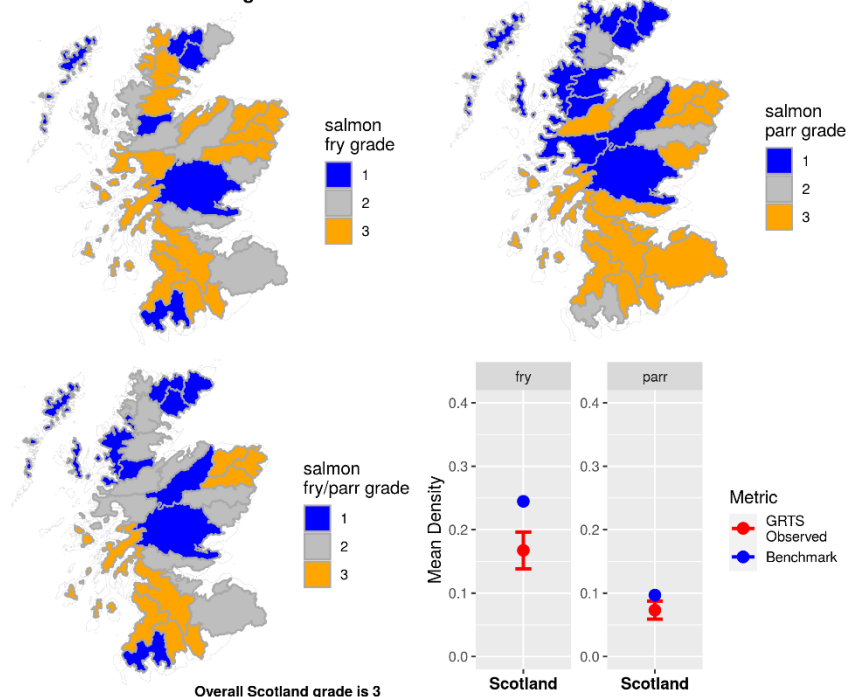 salmon
fry grade
1
2
3
salmon
parr grade
1
2
3
salmon
fry/parr grade
1
2
3
Overall Scotland grade is 3
fry
parr
Mean Density
0.4
0.3
0.2
0.1
0.0
Scotland
0.4
0.3
0.2
0.1
0.0
Scotland
Metric
GRTS
Observed
Benchmark